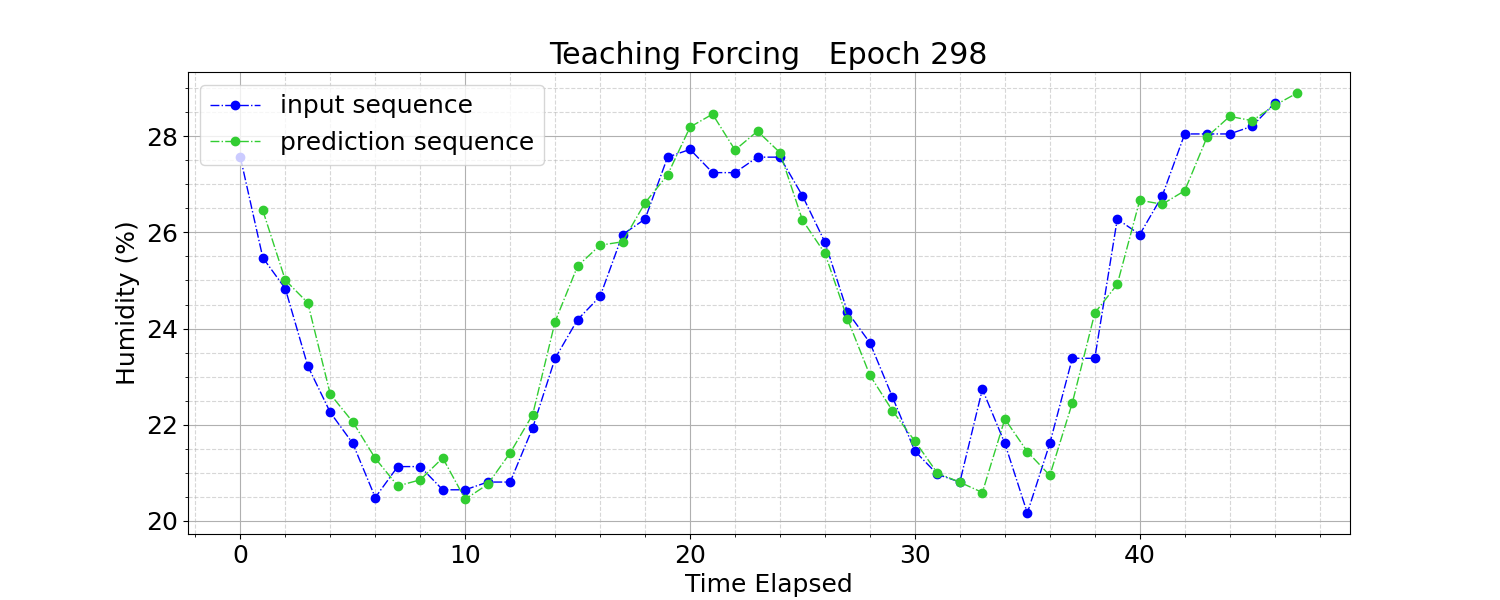 Teaching Forcing   Epoch 298
input sequence
prediction sequence
28
26
24
22
20
Humidity (%)
0 10 20 30 40
Time Elapsed